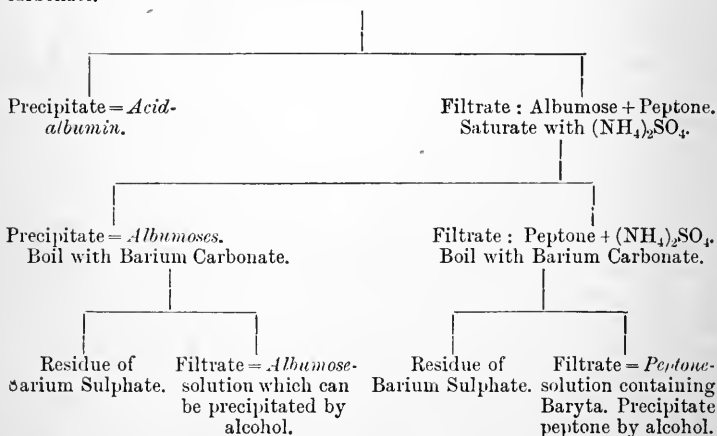 Precipitate = Acid-
albumin.
Filtrate : Albumose + Peptone.
Saturate with (NH₄)₂SO₄.
Precipitate = Albumoses.
Boil with Barium Carbonate.
Filtrate : Peptone + (NH₄)₂SO₄.
Boil with Barium Carbonate.
Residue of
Barium Sulphate.
Filtrate = Albumose-
solution which can
be precipitated by
alcohol.
Residue of
Barium Sulphate.
Filtrate = Peptone-
solution containing
Baryta. Precipitate
peptone by alcohol.